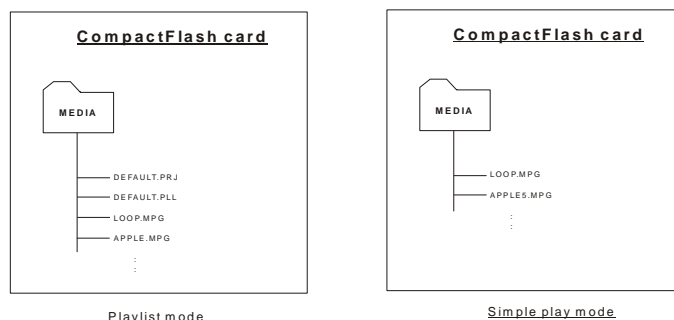 CompactFlash card
MEDIA
DEFAULT.PRJ
DEFAULT.PLL
LOOP.MPG
APPLE.MPG
:
:
Playlist mode
CompactFlash card
MEDIA
LOOP.MPG
APPLE5.MPG
:
:
Simple play mode